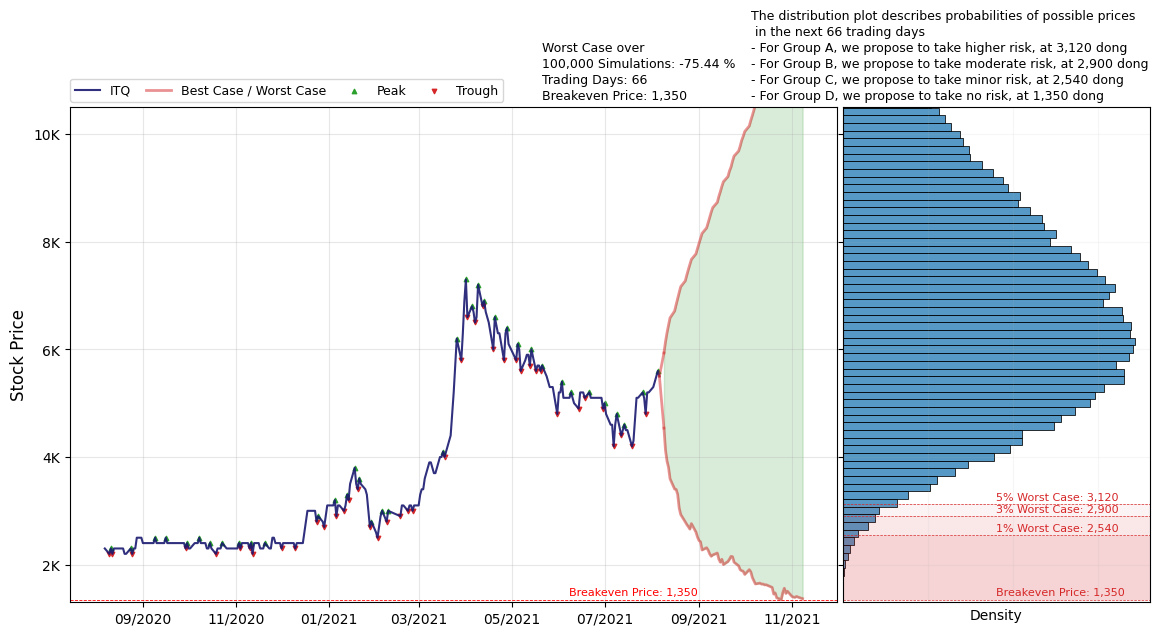 The distribution plot describes probabilities of possible prices
in the next 66 trading days
- For Group A, we propose to take higher risk, at 3,120 dong
- For Group B, we propose to take moderate risk, at 2,900 dong
- For Group C, we propose to take minor risk, at 2,540 dong
- For Group D, we propose to take no risk, at 1,350 dong
Worst Case over
100,000 Simulations: -75.44 %
Trading Days: 66
Breakeven Price: 1,350
ITQ
Best Case / Worst Case
Peak
Trough
Stock Price
10K
8K
6K
4K
2K
Breakeven Price: 1,350
09/2020
11/2020
01/2021
03/2021
05/2021
07/2021
09/2021
11/2021
5% Worst Case: 3,120
3% Worst Case: 2,900
1% Worst Case: 2,540
Breakeven Price: 1,350
Density